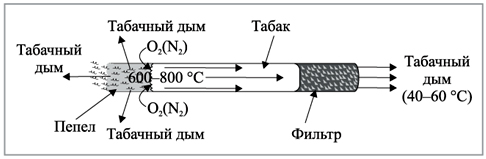 Табачный дым
Табак
O₂(N₂)
Табачный
дым
600–800 °C
Табачный
дым
(40–60 °C)
O₂(N₂)
Пепел
Табачный дым
Фильтр